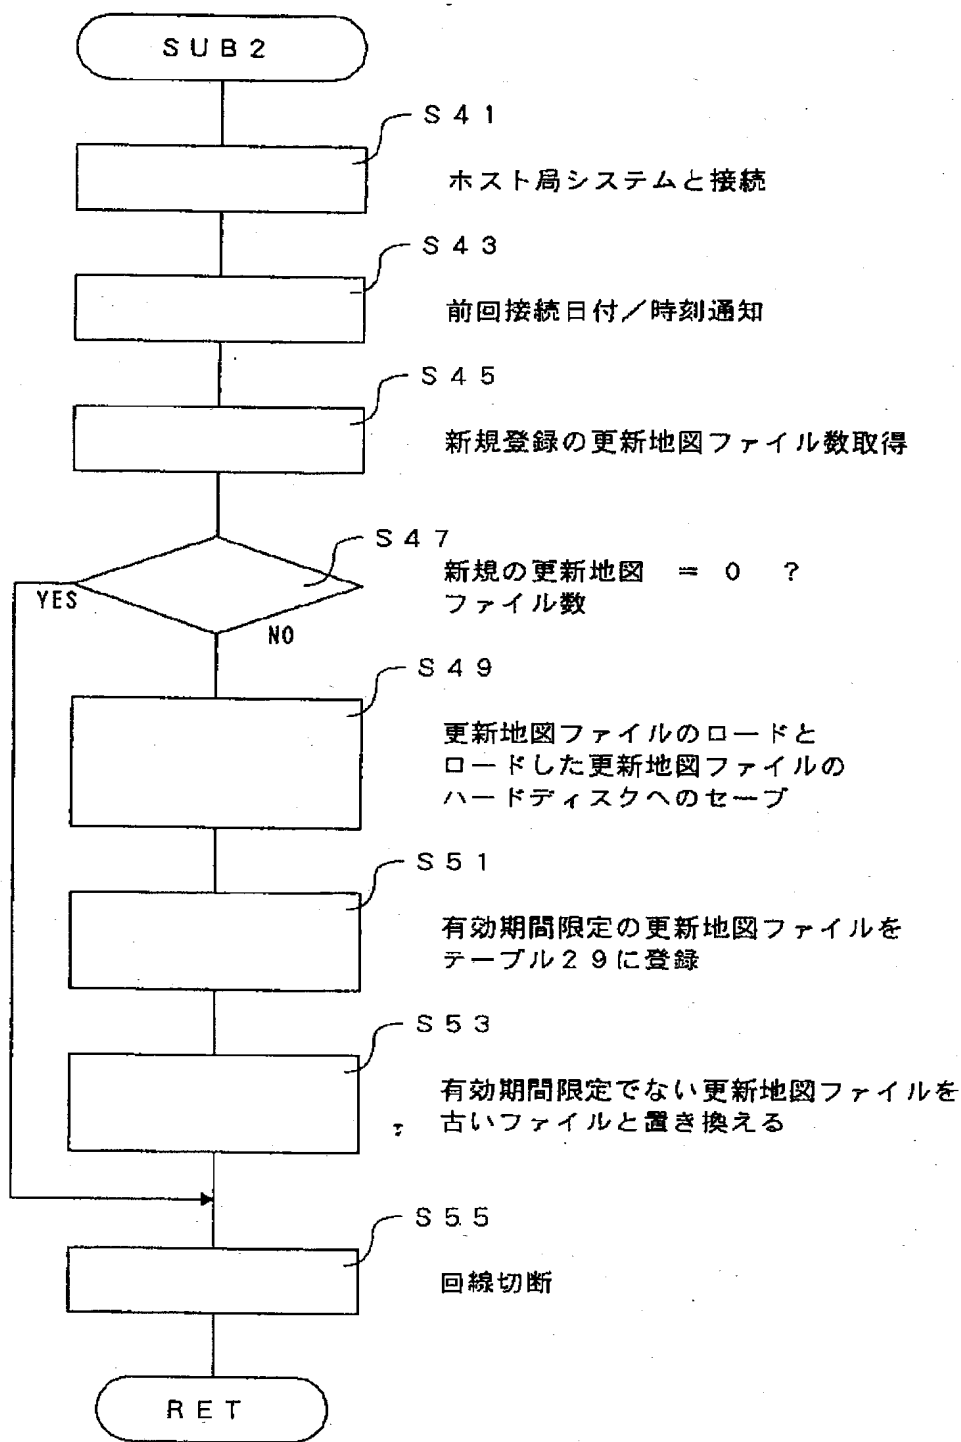 SUB2
S41
ホスト局システムと接続
S43
前回接続日付／時刻通知
S45
新規登録の更新地図ファイル数取得
S47
新規の更新地図 ＝ 0 ？
ファイル数
YES
NO
S49
更新地図ファイルのロードと
ロードした更新地図ファイルの
ハードディスクへのセーブ
S51
有効期間限定の更新地図ファイルを
テーブル29に登録
S53
有効期間限定でない更新地図ファイルを
古いファイルと置き換える
S55
回線切断
RET